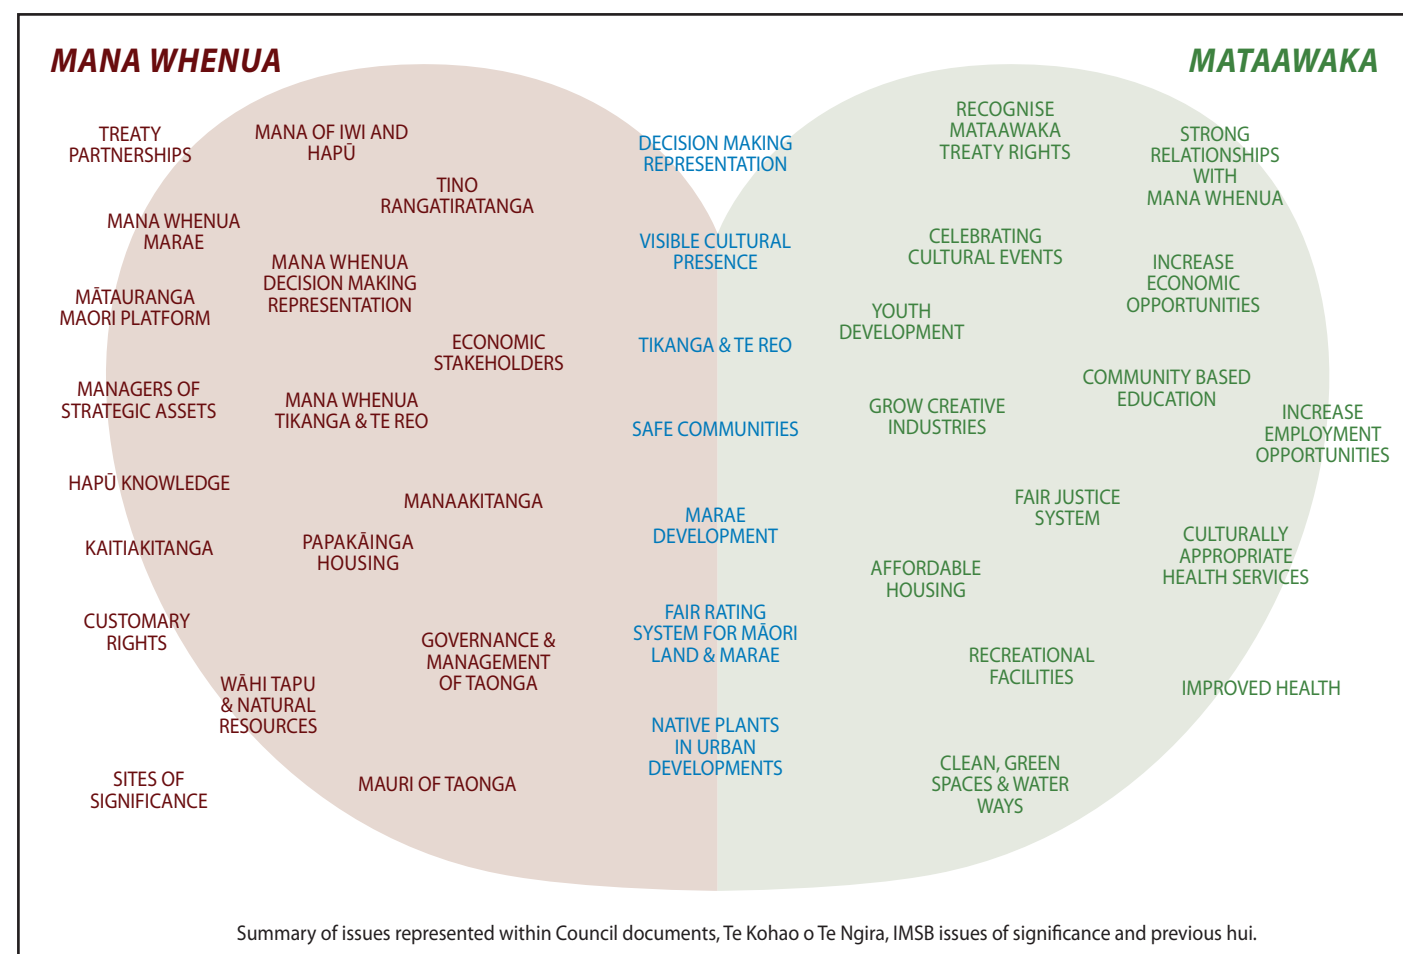 MANA WHENUA
TREATY
PARTNERSHIPS
MANA OF IWI AND
HAPŪ
TINO
RANGATIRATANGA
MANA WHENUA
MARAE
MANA WHENUA
DECISION MAKING
REPRESENTATION
MĀTAURANGA
MAORI PLATFORM
ECONOMIC
STAKEHOLDERS
MANAGERS OF
STRATEGIC ASSETS
MANA WHENUA
TIKANGA & TE REO
HAPŪ KNOWLEDGE
MANAAKITANGA
KAITIAKITANGA
PAPAKĀINGA
HOUSING
CUSTOMARY
RIGHTS
GOVERNANCE &
MANAGEMENT
OF TAONGA
WĀHI TAPU
& NATURAL
RESOURCES
SITES OF
SIGNIFICANCE
MAURI OF TAONGA
DECISION MAKING
REPRESENTATION
VISIBLE CULTURAL
PRESENCE
TIKANGA & TE REO
SAFE COMMUNITIES
MARAE
DEVELOPMENT
FAIR RATING
SYSTEM FOR MĀORI
LAND & MARAE
NATIVE PLANTS
IN URBAN
DEVELOPMENTS
MATAAWAKA
RECOGNISE
MATAAWAKA
TREATY RIGHTS
STRONG
RELATIONSHIPS
WITH
MANA WHENUA
CELEBRATING
CULTURAL EVENTS
INCREASE
ECONOMIC
OPPORTUNITIES
YOUTH
DEVELOPMENT
COMMUNITY BASED
EDUCATION
GROW CREATIVE
INDUSTRIES
INCREASE
EMPLOYMENT
OPPORTUNITIES
FAIR JUSTICE
SYSTEM
CULTURALLY
APPROPRIATE
HEALTH SERVICES
AFFORDABLE
HOUSING
RECREATIONAL
FACILITIES
IMPROVED HEALTH
CLEAN, GREEN
SPACES & WATER
WAYS
Summary of issues represented within Council documents, Te Kohao o Te Ngira, IMSB issues of significance and previous hui.